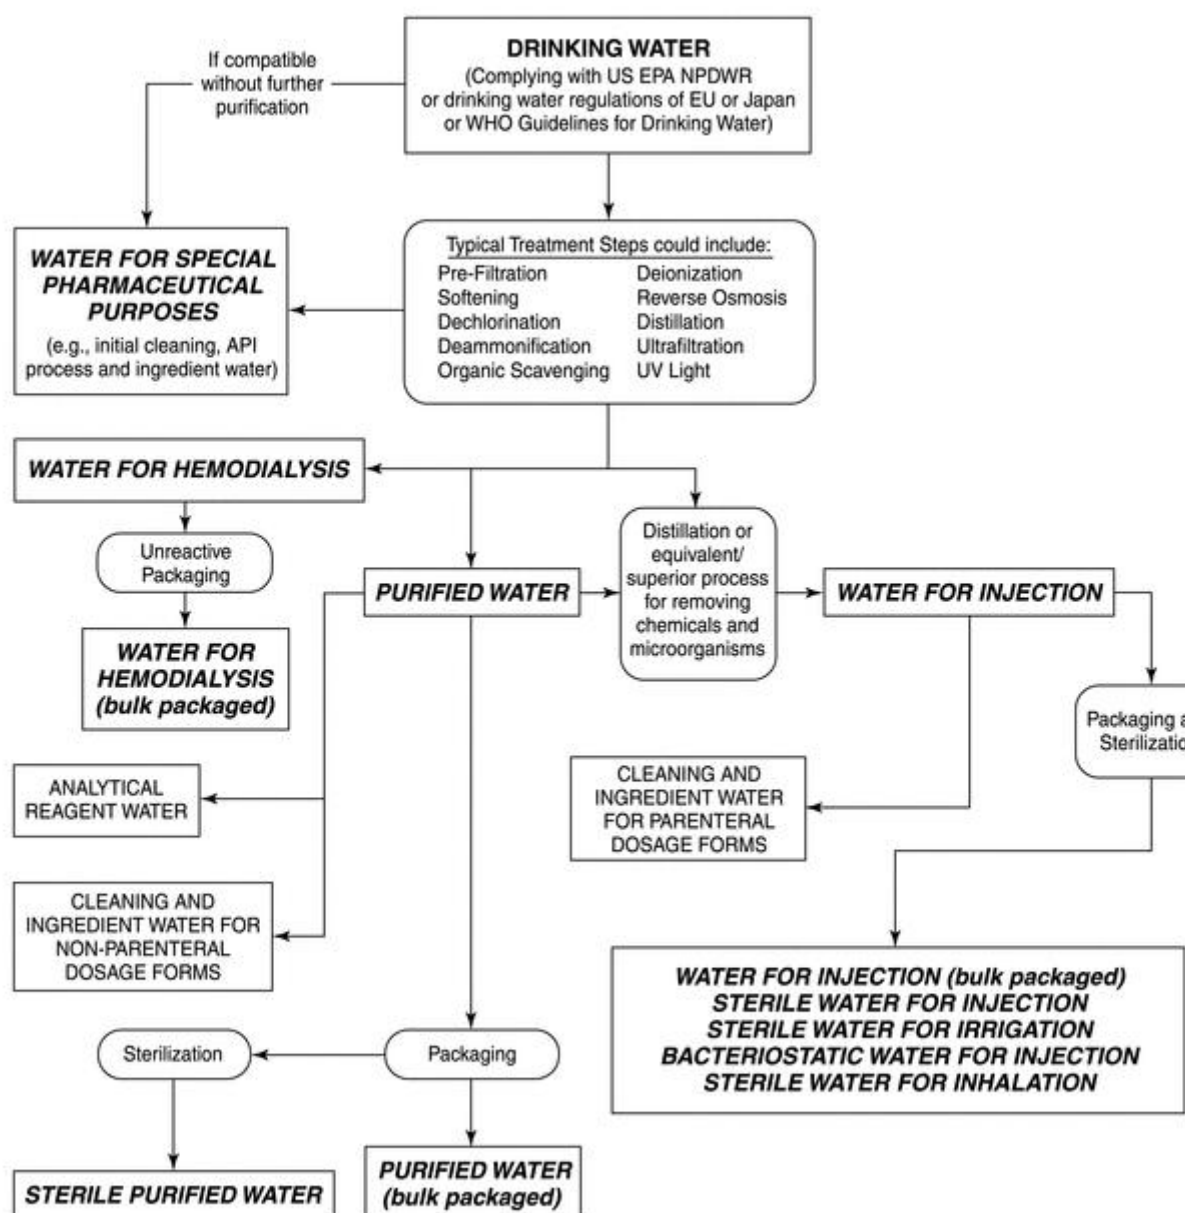 DRINKING WATER
(Complying with US EPA NPDWR
or drinking water regulations of EU or Japan
or WHO Guidelines for Drinking Water)
If compatible
without further
purification
WATER FOR SPECIAL
PHARMACEUTICAL
PURPOSES
(e.g., initial cleaning, API
process and ingredient water)
Typical Treatment Steps could include:
Pre-Filtration
Softening
Dechlorination
Deammonification
Organic Scavenging
Deionization
Reverse Osmosis
Distillation
Ultrafiltration
UV Light
WATER FOR HEMODIALYSIS
Unreactive
Packaging
WATER FOR
HEMODIALYSIS
(bulk packaged)
PURIFIED WATER
Distillation or
equivalent/
superior process
for removing
chemicals and
microorganisms
WATER FOR INJECTION
Packaging a
Sterilizatio
ANALYTICAL
REAGENT WATER
CLEANING AND
INGREDIENT WATER
FOR PARENTERAL
DOSAGE FORMS
CLEANING AND
INGREDIENT WATER FOR
NON-PARENTERAL
DOSAGE FORMS
WATER FOR INJECTION (bulk packaged)
STERILE WATER FOR INJECTION
STERILE WATER FOR IRRIGATION
BACTERIOSTATIC WATER FOR INJECTION
STERILE WATER FOR INHALATION
Sterilization
Packaging
STERILE PURIFIED WATER
PURIFIED WATER
(bulk packaged)